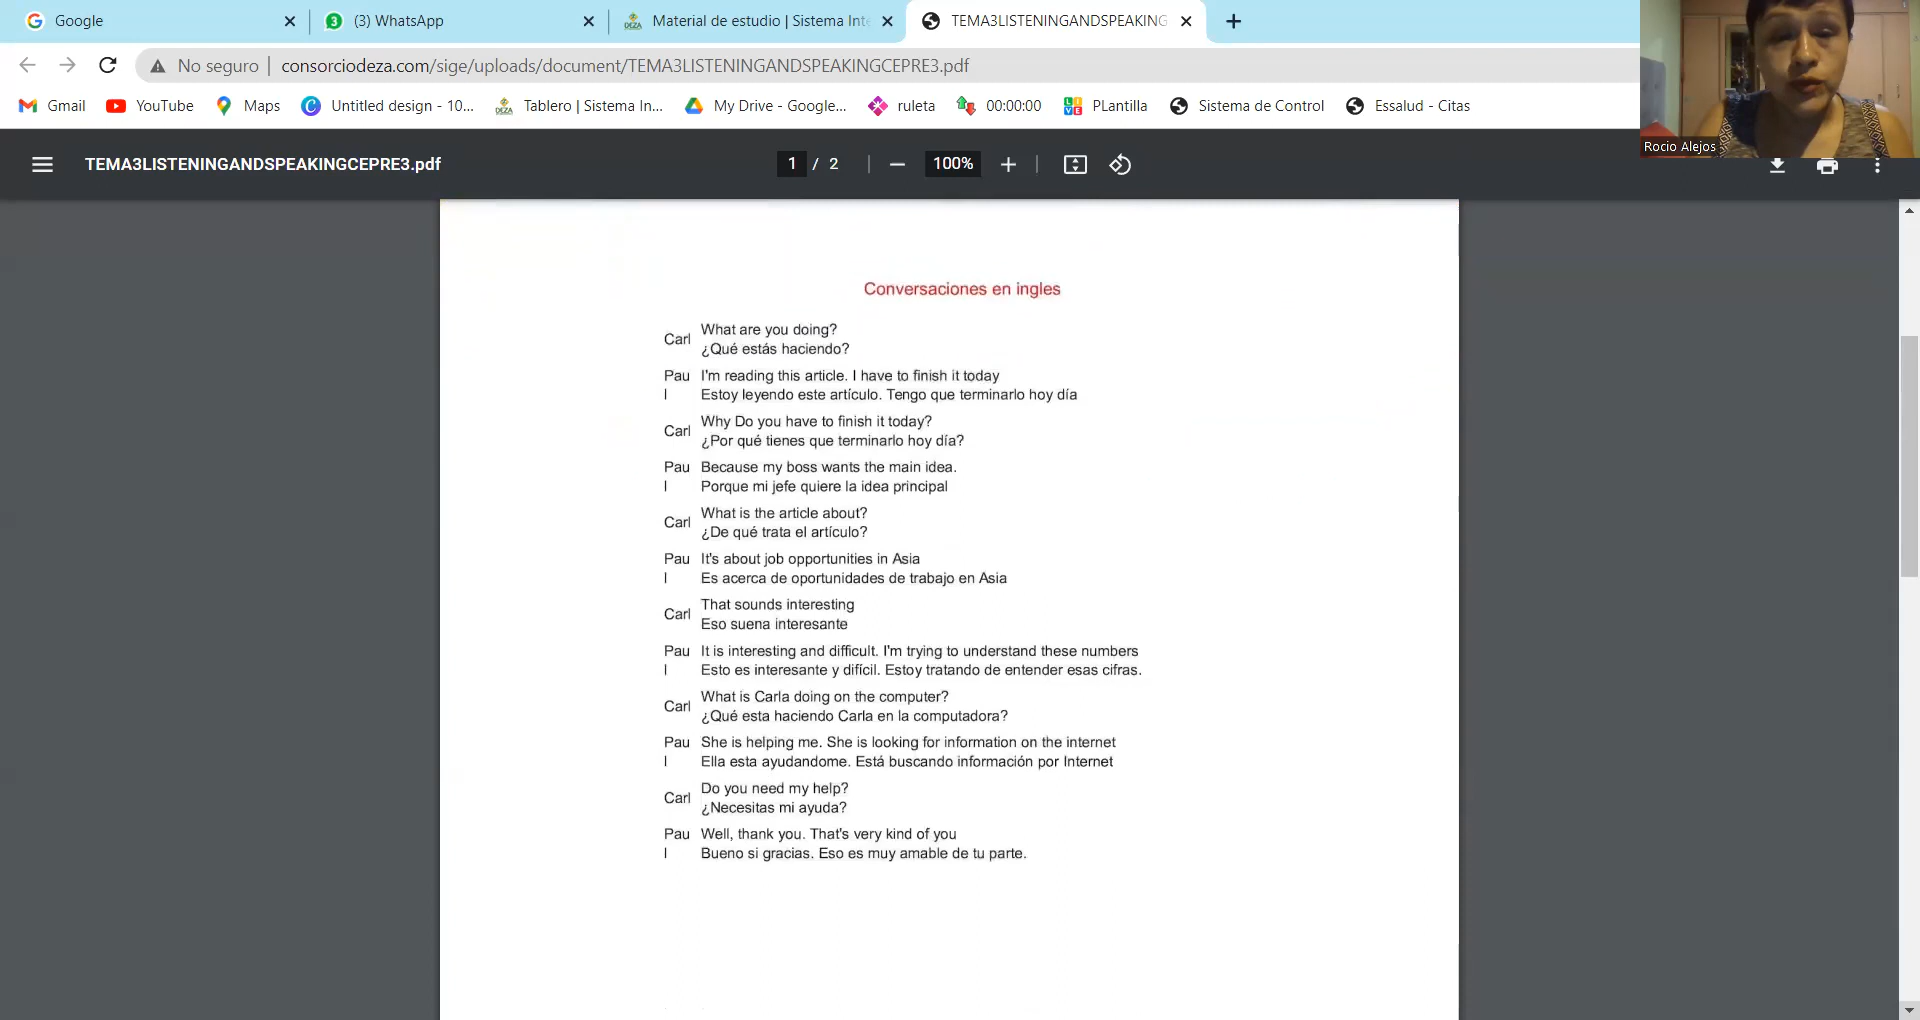 Google
(3) WhatsApp
Material de estudio | Sistema Inte
TEMA3LISTENINGANDSPEAKING
No seguro | consorciodeza.com/sige/uploads/document/TEMA3LISTENINGANDSPEAKINGCEPRE3.pdf
Gmail YouTube Maps Untitled design - 10... Tablero | Sistema In... My Drive - Google... ruleta 00:00:00 PLantilla Sistema de Control Essalud - Citas
Rocio Alejos
TEMA3LISTENINGANDSPEAKINGCEPRE3.pdf 1 / 2 100%
Conversaciones en ingles
Carl What are you doing?
¿Qué estás haciendo?
Pau I'm reading this article. I have to finish it today
l Estoy leyendo este artículo. Tengo que terminarlo hoy día
Carl Why Do you have to finish it today?
¿Por qué tienes que terminarlo hoy día?
Pau Because my boss wants the main idea.
l Porque mi jefe quiere la idea principal
Carl What is the article about?
¿De qué trata el artículo?
Pau It's about job opportunities in Asia
l Es acerca de oportunidades de trabajo en Asia
Carl That sounds interesting
Eso suena interesante
Pau It is interesting and difficult. I'm trying to understand these numbers
l Esto es interesante y difícil. Estoy tratando de entender esas cifras.
Carl What is Carla doing on the computer?
¿Qué esta haciendo Carla en la computadora?
Pau She is helping me. She is looking for information on the internet
l Ella esta ayudandome. Está buscando información por Internet
Carl Do you need my help?
¿Necesitas mi ayuda?
Pau Well, thank you. That's very kind of you
l Bueno si gracias. Eso es muy amable de tu parte.